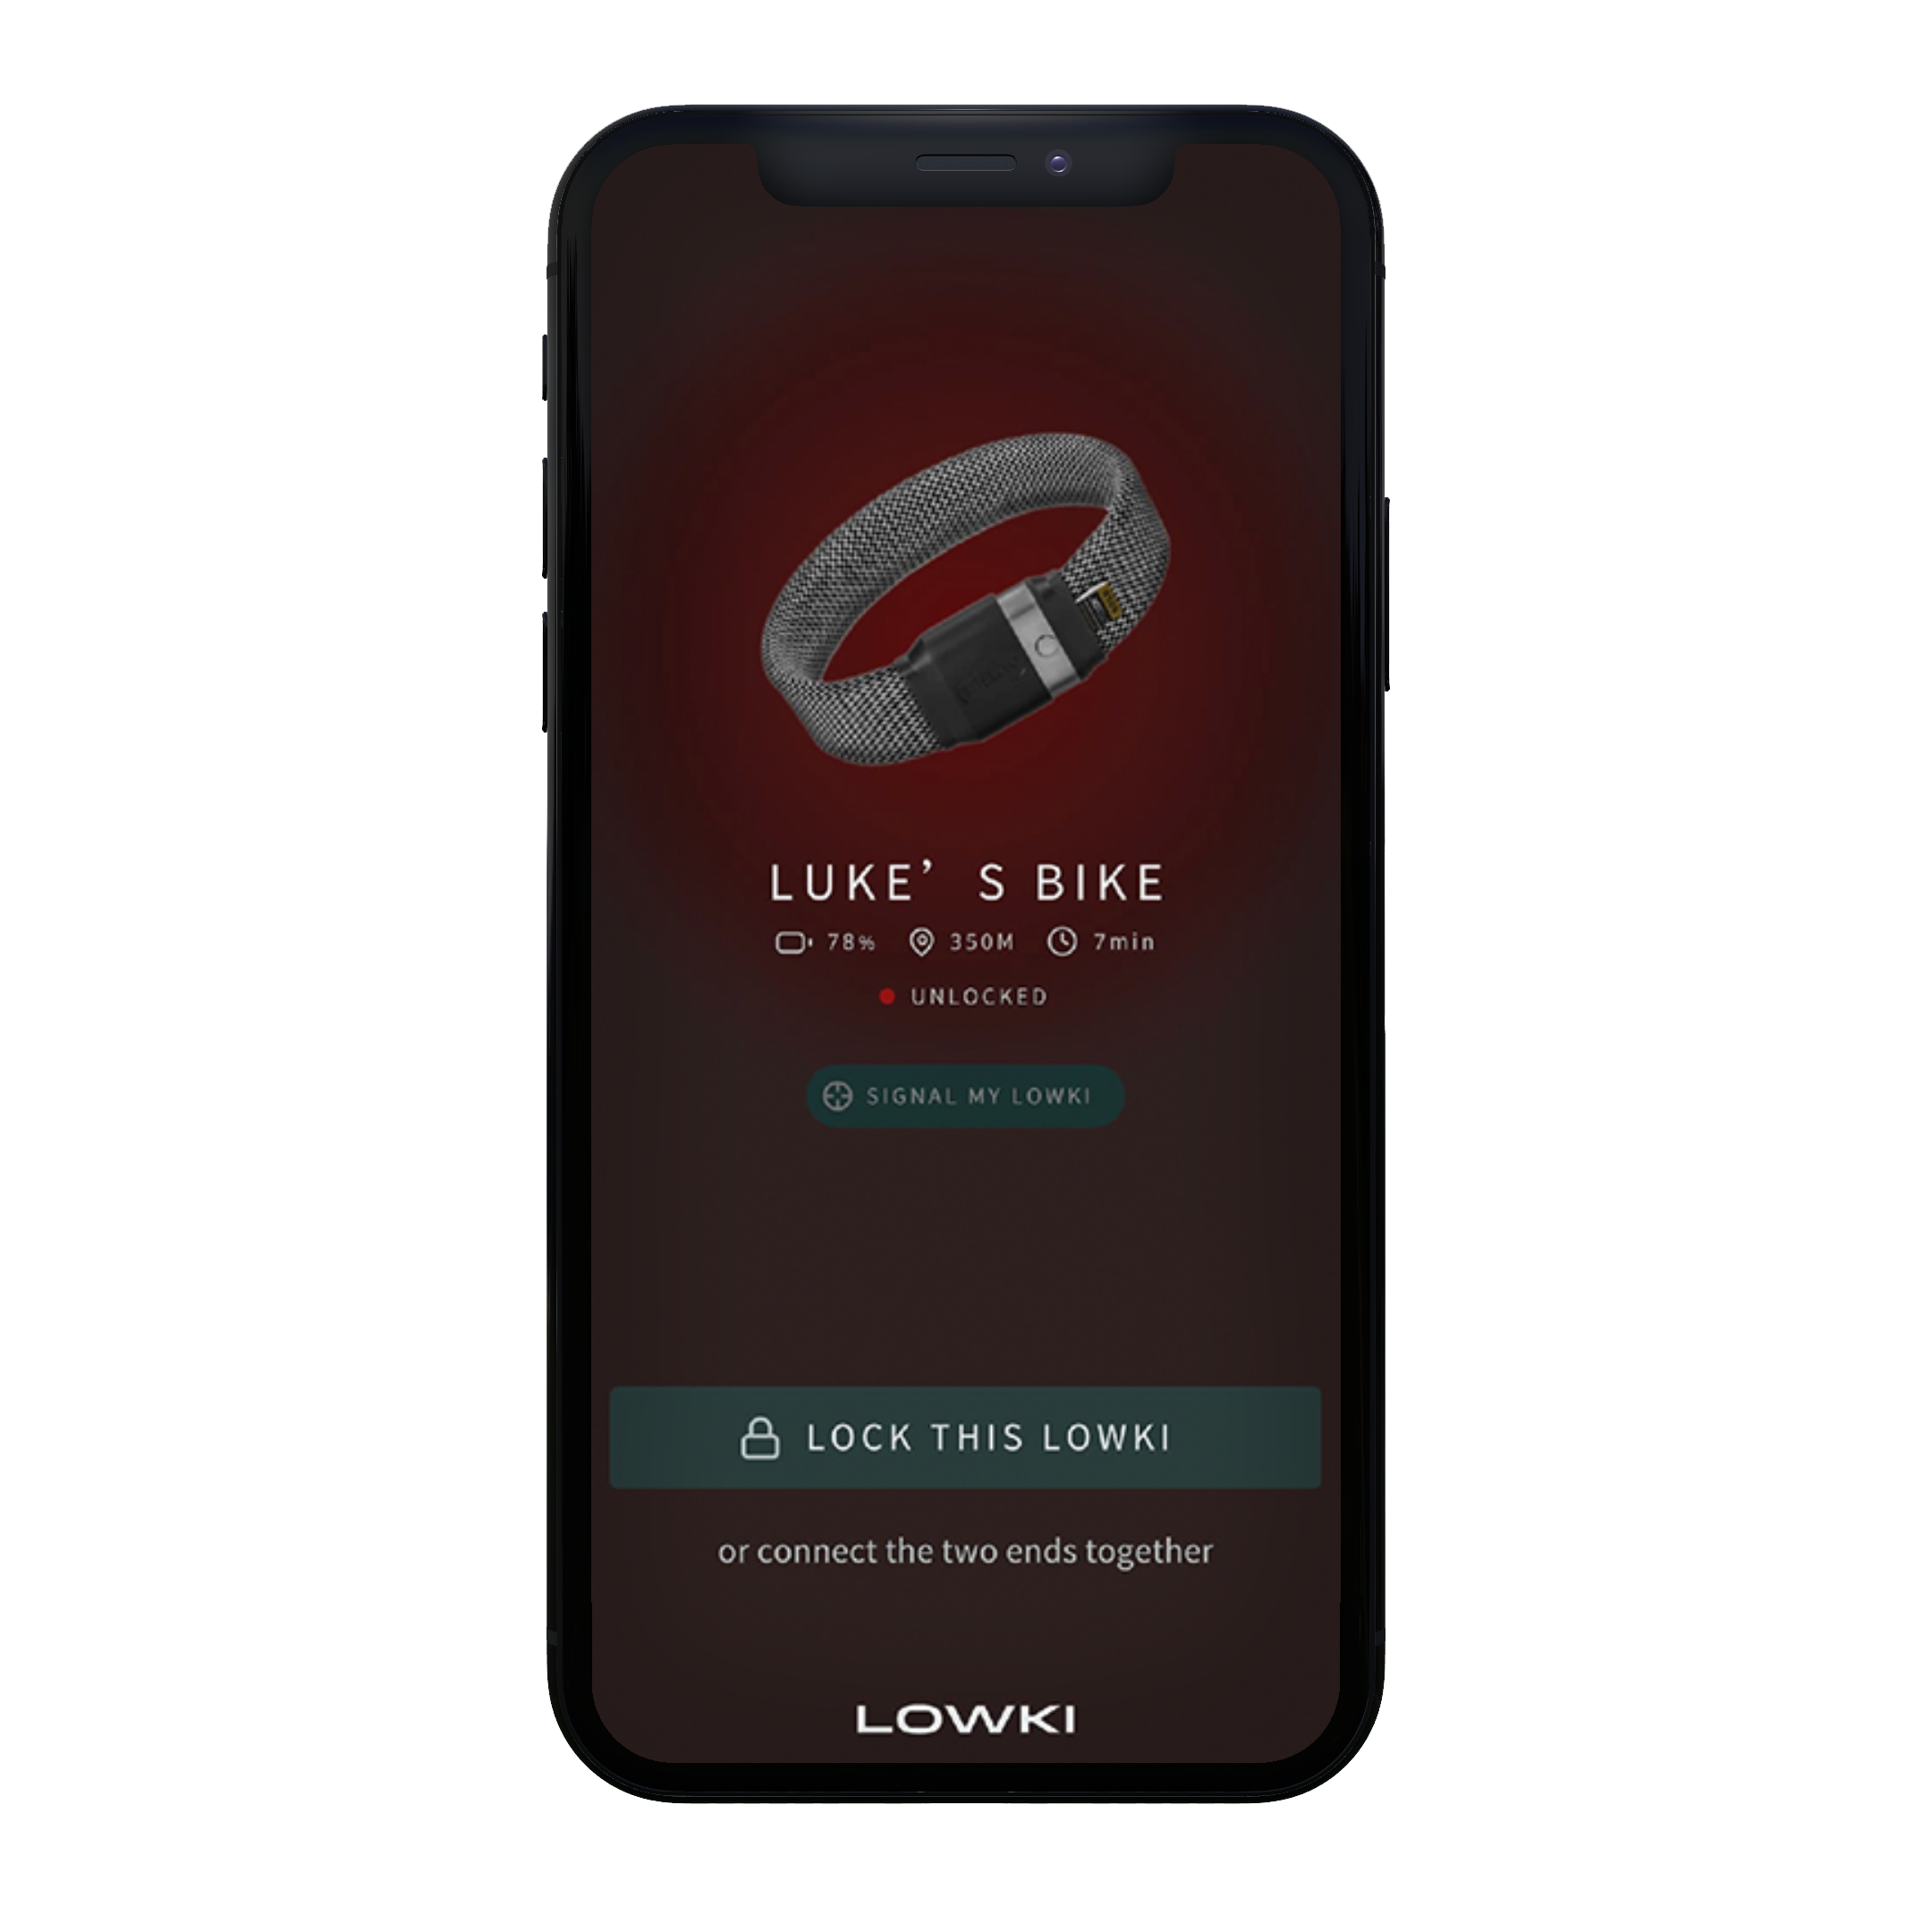 LUKE’ S BIKE
78% 350M 7min
UNLOCKED
SIGNAL MY LOWKI
LOCK THIS LOWKI
or connect the two ends together
LOWKI